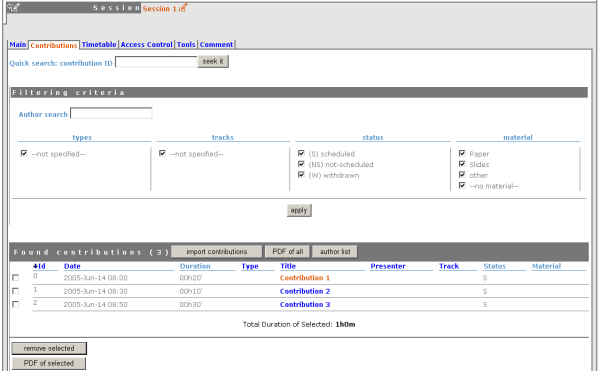 Session Session 1
Main Contributions Timetable Access Control Tools Comment
Quick search: contribution ID seek it
Filtering criteria
Author search
types tracks status material
--not specified-- --not specified-- (S) scheduled Paper
(NS) not-scheduled Slides
(W) withdrawn other
--no material--
apply
Found contributions (3) import contributions PDF of all author list
Id Date Duration Type Title Presenter Track Status Material
0 2005-Jun-14 08:00 00h20' Contribution 1 S
1 2005-Jun-14 08:30 00h10' Contribution 2 S
2 2005-Jun-14 08:50 00h30' Contribution 3 S
Total Duration of Selected: 1h0m
remove selected
PDF of selected